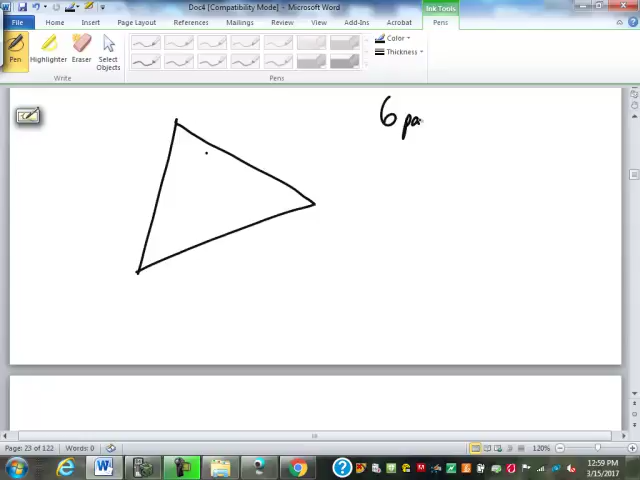 Doc4 [Compatibility Mode] - Microsoft Word
Ink Tools
File Home Insert Page Layout References Mailings Review View Add-Ins Acrobat Pens
Pen
Highlighter
Eraser
Select Objects
Color
Thickness
Write
Pens
6 pa
Page: 23 of 122
Words: 0
120%
12:59 PM
3/15/2017